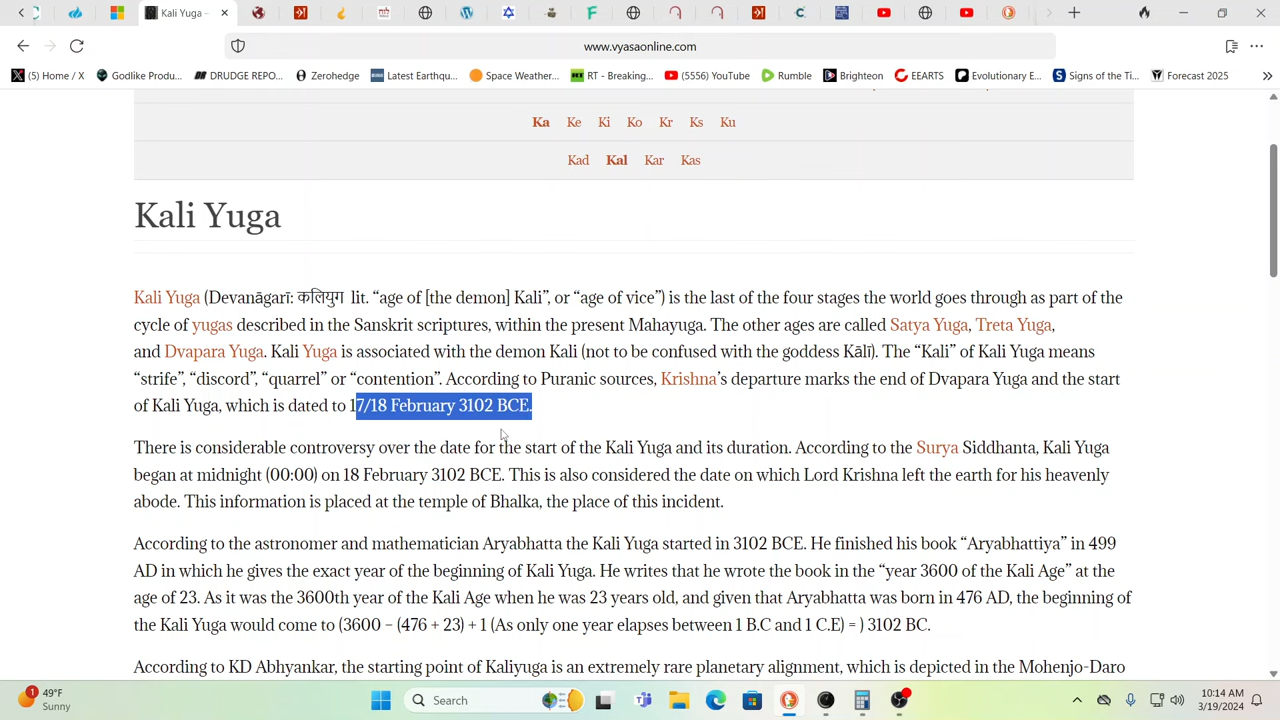 Kali Yuga –
www.vyasaonline.com
(5) Home / X
Godlike Produ...
DRUDGE REPO...
Zerohedge
Latest Earthqu...
Space Weather...
RT - Breaking...
(5556) YouTube
Rumble
Brighteon
EEARTS
Evolutionary E...
Signs of the Ti...
Forecast 2025
Ka Ke Ki Ko Kr Ks Ku
Kad Kal Kar Kas
Kali Yuga
Kali Yuga (Devanāgarī: कलियुग lit. “age of [the demon] Kali”, or “age of vice”) is the last of the four stages the world goes through as part of the
cycle of yugas described in the Sanskrit scriptures, within the present Mahayuga. The other ages are called Satya Yuga, Treta Yuga,
and Dvapara Yuga. Kali Yuga is associated with the demon Kali (not to be confused with the goddess Kālī). The “Kali” of Kali Yuga means
“strife”, “discord”, “quarrel” or “contention”. According to Puranic sources, Krishna’s departure marks the end of Dvapara Yuga and the start
of Kali Yuga, which is dated to 17/18 February 3102 BCE.
There is considerable controversy over the date for the start of the Kali Yuga and its duration. According to the Surya Siddhanta, Kali Yuga
began at midnight (00:00) on 18 February 3102 BCE. This is also considered the date on which Lord Krishna left the earth for his heavenly
abode. This information is placed at the temple of Bhalka, the place of this incident.
According to the astronomer and mathematician Aryabhatta the Kali Yuga started in 3102 BCE. He finished his book “Aryabhattiya” in 499
AD in which he gives the exact year of the beginning of Kali Yuga. He writes that he wrote the book in the “year 3600 of the Kali Age” at the
age of 23. As it was the 3600th year of the Kali Age when he was 23 years old, and given that Aryabhatta was born in 476 AD, the beginning of
the Kali Yuga would come to (3600 – (476 + 23) + 1 (As only one year elapses between 1 B.C and 1 C.E) = ) 3102 BC.
According to KD Abhyankar, the starting point of Kaliyuga is an extremely rare planetary alignment, which is depicted in the Mohenjo-Daro
1
49°F
Sunny
Search
10:14 AM
3/19/2024